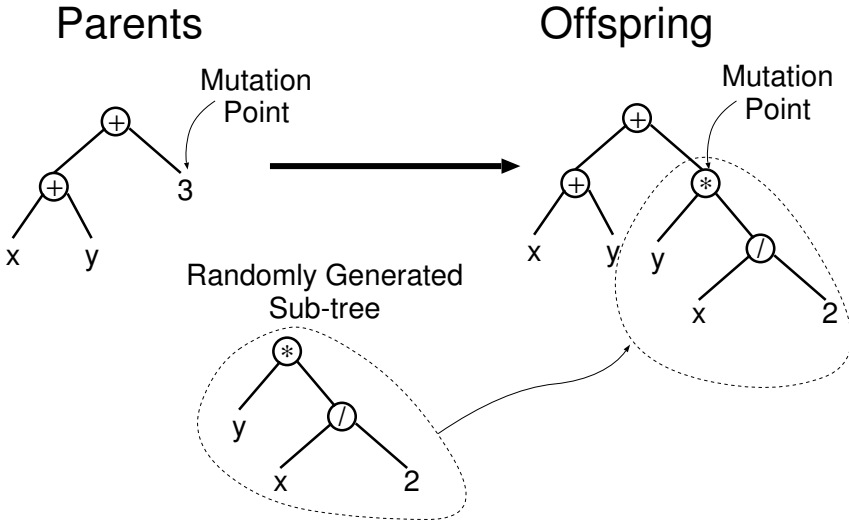 Parents
Offspring
Mutation
Point
Mutation
Point
+
+
+
3
+
*
x
y
x
y
y
/
x
2
Randomly Generated
Sub-tree
*
y
/
x
2